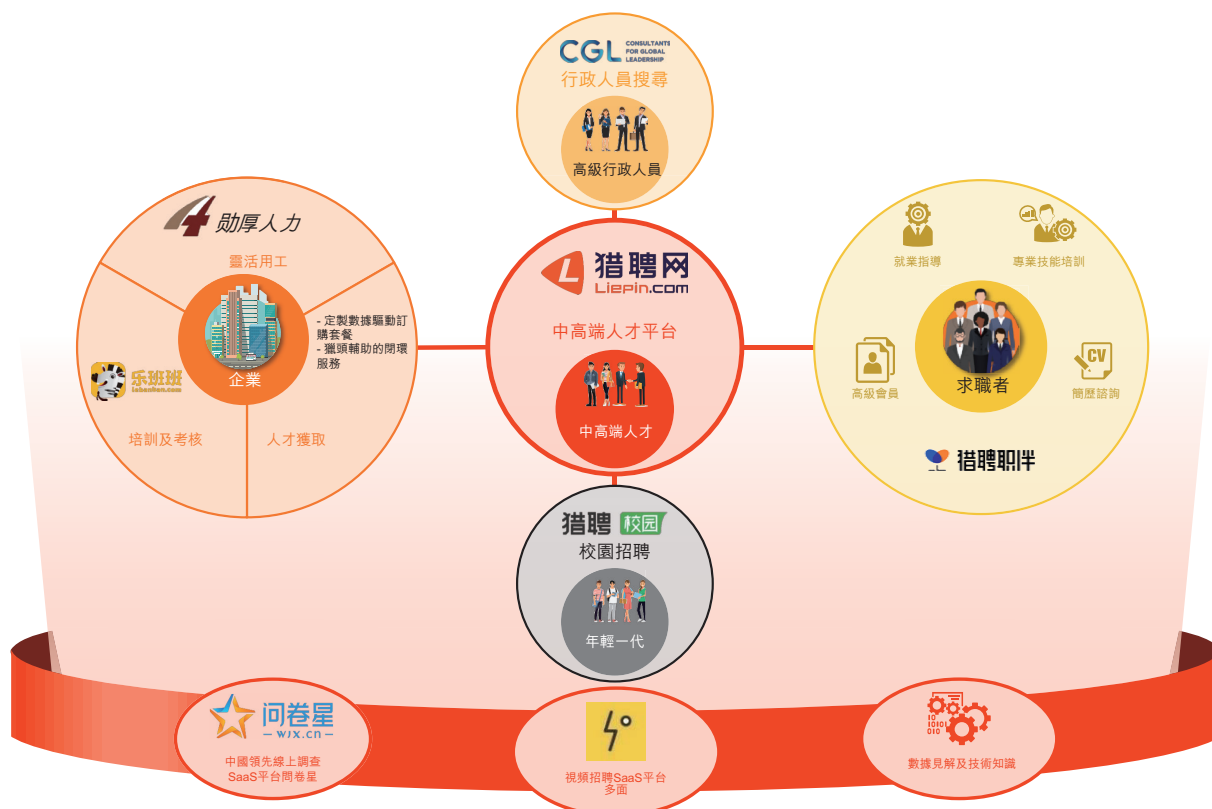 CGL CONSULTANTS
FOR GLOBAL
LEADERSHIP
行政人員搜尋
高級行政人員
勋厚人力
靈活用工
- 定製數據驅動訂
購套餐
- 獵頭輔助的閉環
服務
企業
乐班班
lebanban.com
培訓及考核
人才獲取
L 猎聘网
Liepin.com
中高端人才平台
中高端人才
就業指導
專業技能培訓
高級會員
CV
簡歷諮詢
求職者
猎聘职伴
猎聘 校园
校園招聘
年輕一代
问卷星
WJX.cn
中國領先線上調查
SaaS平台問卷星
視頻招聘SaaS平台
多面
10
01010
010
數據見解及技術知識